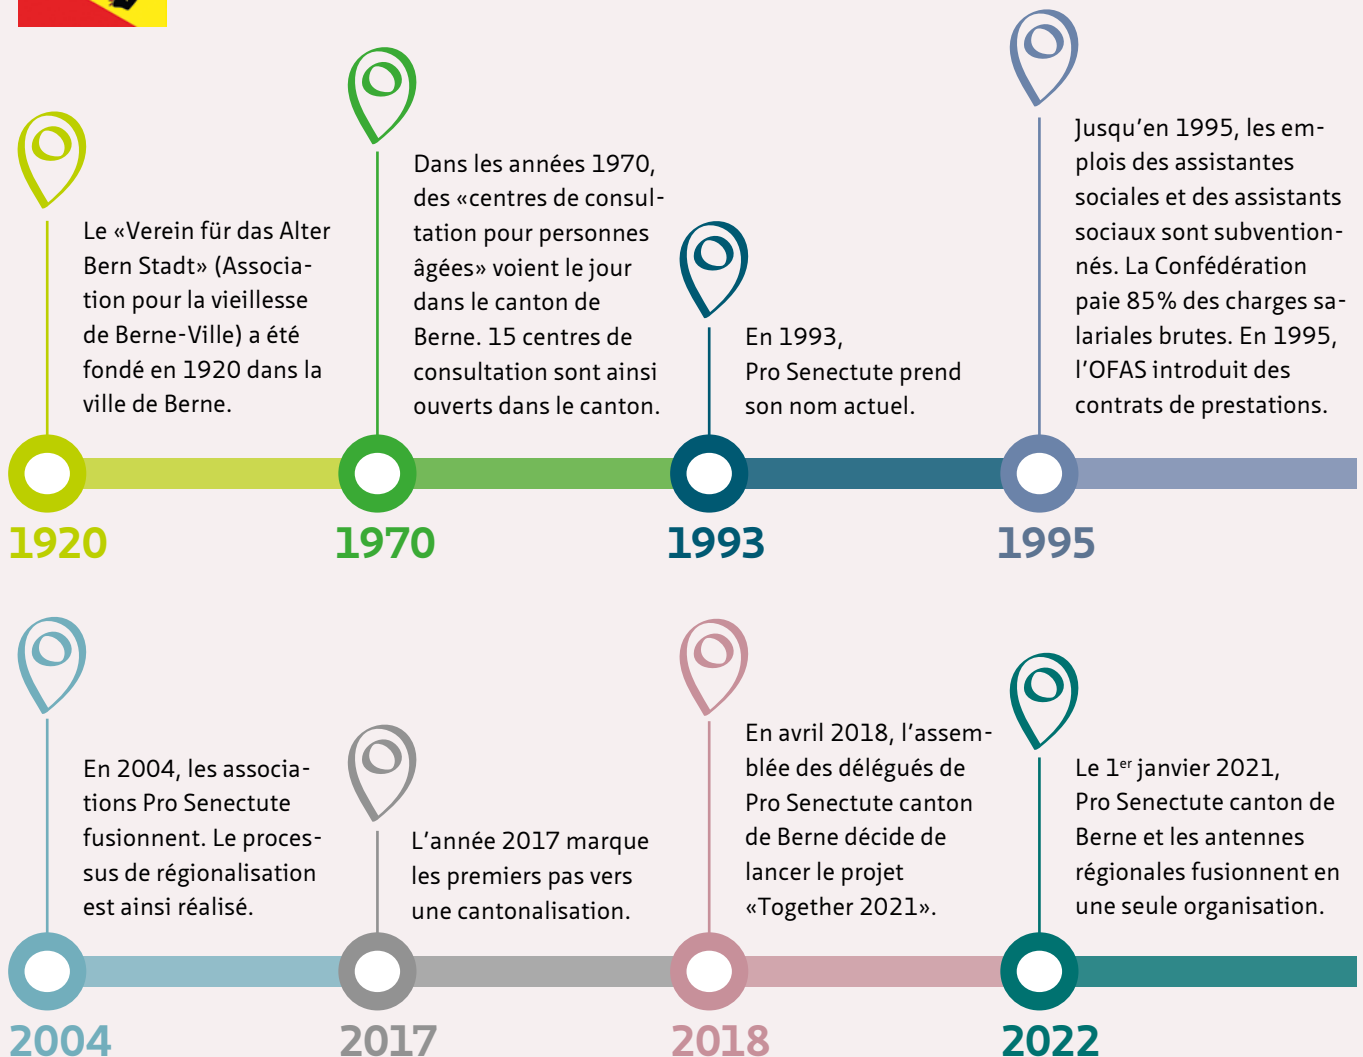 Le «Verein für das Alter
Bern Stadt» (Associa-
tion pour la vieillesse
de Berne-Ville) a été
fondé en 1920 dans la
ville de Berne.
1920
Dans les années 1970,
des «centres de consul-
tation pour personnes
âgées» voient le jour
dans le canton de
Berne. 15 centres de
consultation sont ainsi
ouverts dans le canton.
1970
En 1993,
Pro Senectute prend
son nom actuel.
1993
Jusqu’en 1995, les em-
plois des assistantes
sociales et des assistants
sociaux sont subvention-
nés. La Confédération
paie 85% des charges sa-
lariales brutes. En 1995,
l’OFAS introduit des
contrats de prestations.
1995
En 2004, les associa-
tions Pro Senectute
fusionnent. Le proces-
sus de régionalisation
est ainsi réalisé.
2004
L’année 2017 marque
les premiers pas vers
une cantonalisation.
2017
En avril 2018, l’assem-
blée des délégués de
Pro Senectute canton
de Berne décide de
lancer le projet
«Together 2021».
2018
Le 1er janvier 2021,
Pro Senectute canton de
Berne et les antennes
régionales fusionnent en
une seule organisation.
2022